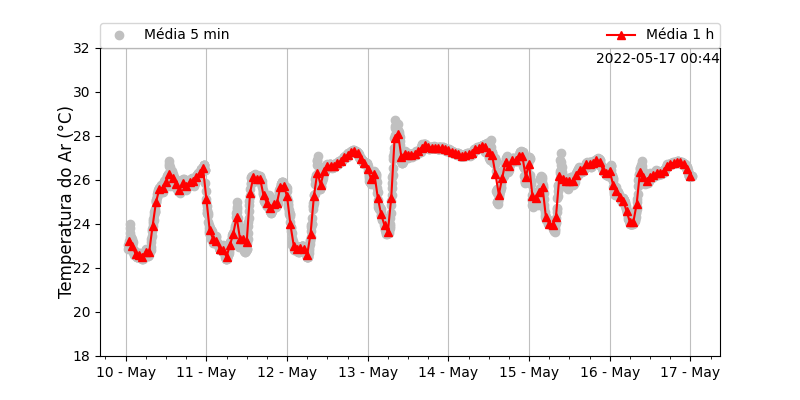 Média 5 min
Média 1 h
2022-05-17 00:44
Temperatura do Ar (°C)
32
30
28
26
24
22
20
18
10 - May
11 - May
12 - May
13 - May
14 - May
15 - May
16 - May
17 - May